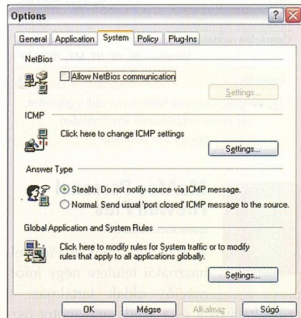 Options
General Application System Policy Plug-Ins
NetBios
Allow NetBios communication
Settings...
ICMP
Click here to change ICMP settings
Settings...
Answer
Type
Stealth. Do not notify source via ICMP message.
Normal. Send usual 'port closed' ICMP message to the source.
Global Application and System Rules
Click here to modify rules for System traffic or to modify
rules that apply to all applications globally.
Settings...
OK Mégse Alkalmaz Súgó